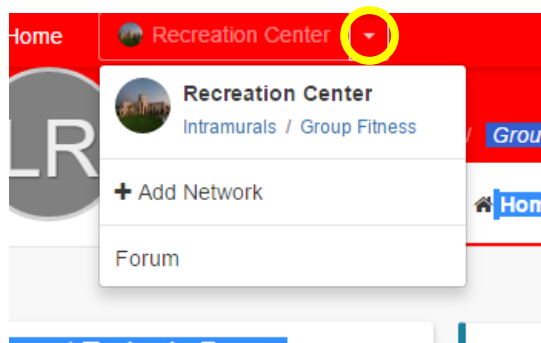 Home Recreation Center
LR
Recreation Center
Intramurals / Group Fitness
/ Grou
+ Add Network
Hom
Forum